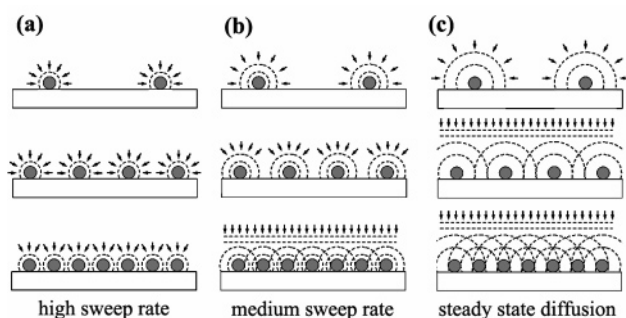 (a)
(b)
(c)
high sweep rate
medium sweep rate
steady state diffusion